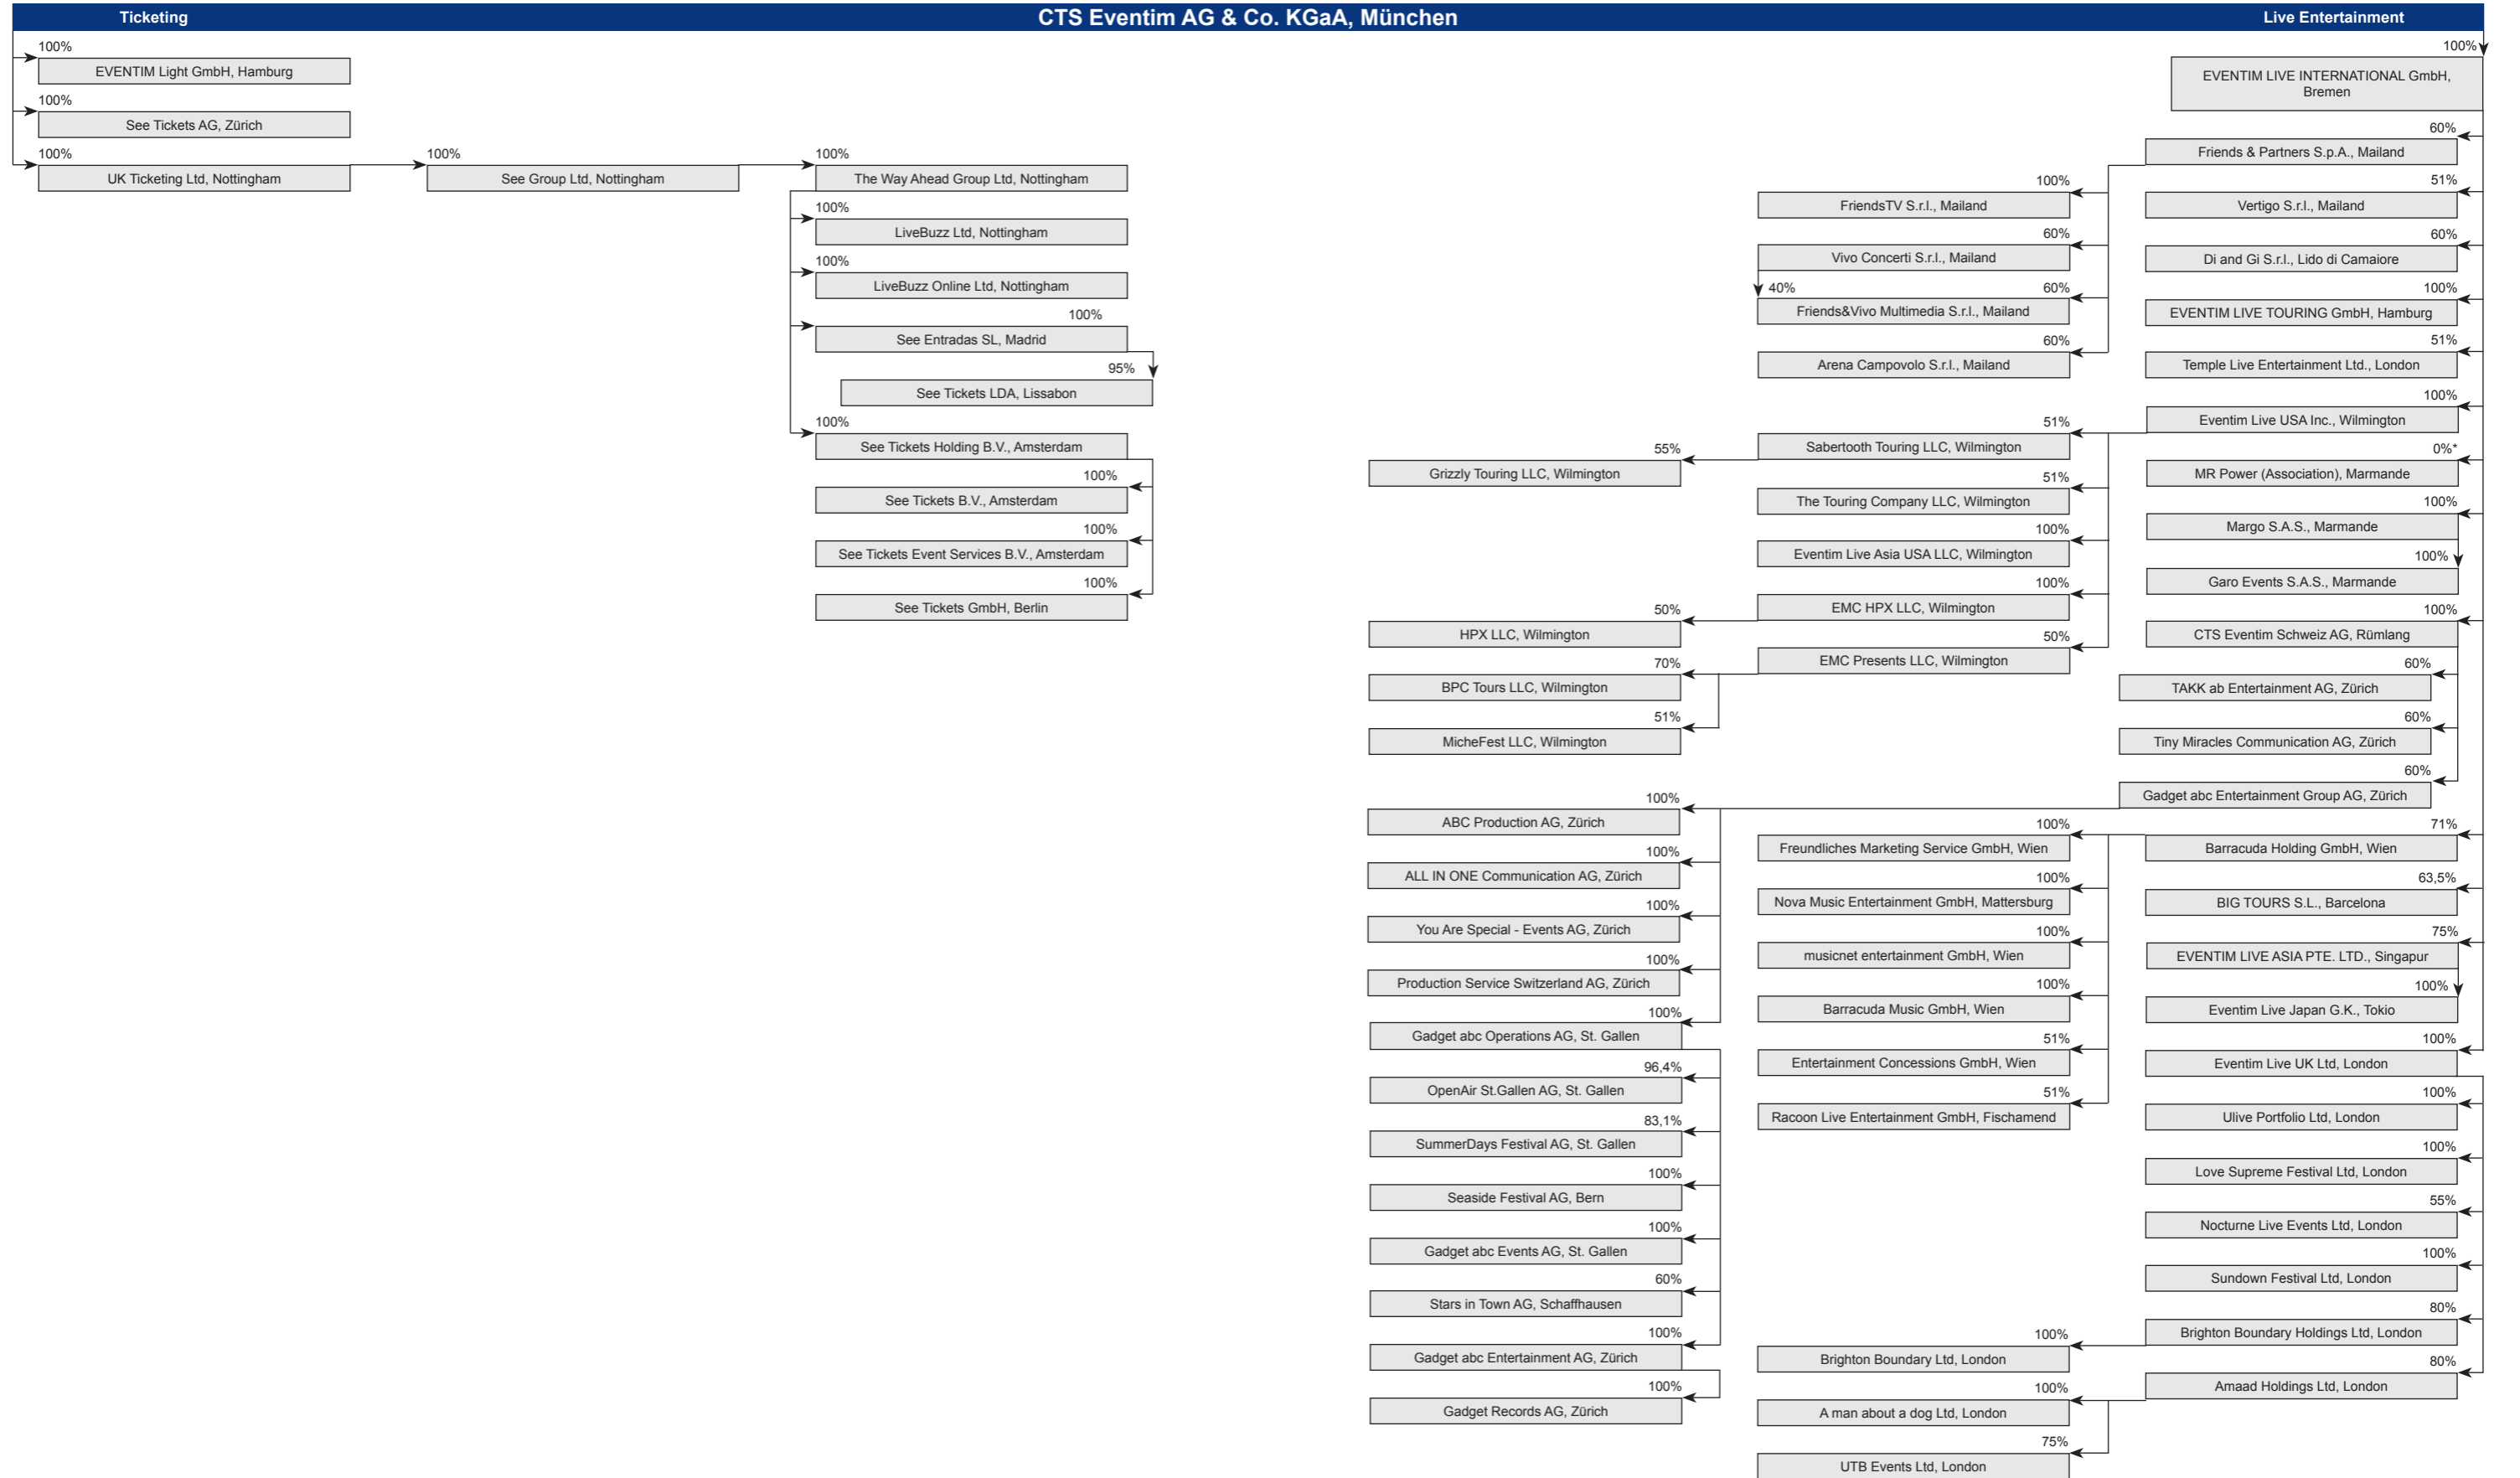 Ticketing
CTS Eventim AG & Co. KGaA, München
Live Entertainment
100%
EVENTIM Light GmbH, Hamburg
100%
See Tickets AG, Zürich
100%
UK Ticketing Ltd, Nottingham
100%
See Group Ltd, Nottingham
100%
The Way Ahead Group Ltd, Nottingham
100%
LiveBuzz Ltd, Nottingham
100%
LiveBuzz Online Ltd, Nottingham
100%
See Entradas SL, Madrid
95%
See Tickets LDA, Lissabon
100%
See Tickets Holding B.V., Amsterdam
100%
See Tickets B.V., Amsterdam
100%
See Tickets Event Services B.V., Amsterdam
100%
See Tickets GmbH, Berlin
100%
EVENTIM LIVE INTERNATIONAL GmbH,
Bremen
60%
Friends & Partners S.p.A., Mailand
100%
FriendsTV S.r.l., Mailand
60%
Vivo Concerti S.r.l., Mailand
40%
60%
Friends&Vivo Multimedia S.r.l., Mailand
60%
Arena Campovolo S.r.l., Mailand
51%
Vertigo S.r.l., Mailand
60%
Di and Gi S.r.l., Lido di Camaiore
100%
EVENTIM LIVE TOURING GmbH, Hamburg
51%
Temple Live Entertainment Ltd., London
100%
Eventim Live USA Inc., Wilmington
51%
Sabertooth Touring LLC, Wilmington
55%
Grizzly Touring LLC, Wilmington
51%
The Touring Company LLC, Wilmington
100%
Eventim Live Asia USA LLC, Wilmington
100%
EMC HPX LLC, Wilmington
50%
HPX LLC, Wilmington
50%
EMC Presents LLC, Wilmington
70%
BPC Tours LLC, Wilmington
51%
MicheFest LLC, Wilmington
0%*
MR Power (Association), Marmande
100%
Margo S.A.S., Marmande
100%
Garo Events S.A.S., Marmande
100%
CTS Eventim Schweiz AG, Rümlang
60%
TAKK ab Entertainment AG, Zürich
60%
Tiny Miracles Communication AG, Zürich
60%
Gadget abc Entertainment Group AG, Zürich
100%
ABC Production AG, Zürich
100%
ALL IN ONE Communication AG, Zürich
100%
You Are Special - Events AG, Zürich
100%
Production Service Switzerland AG, Zürich
100%
Gadget abc Operations AG, St. Gallen
96,4%
OpenAir St.Gallen AG, St. Gallen
83,1%
SummerDays Festival AG, St. Gallen
100%
Seaside Festival AG, Bern
100%
Gadget abc Events AG, St. Gallen
60%
Stars in Town AG, Schaffhausen
100%
Gadget abc Entertainment AG, Zürich
100%
Gadget Records AG, Zürich
71%
Barracuda Holding GmbH, Wien
100%
Freundliches Marketing Service GmbH, Wien
100%
Nova Music Entertainment GmbH, Mattersburg
100%
musicnet entertainment GmbH, Wien
100%
Barracuda Music GmbH, Wien
51%
Entertainment Concessions GmbH, Wien
51%
Racoon Live Entertainment GmbH, Fischamend
63,5%
BIG TOURS S.L., Barcelona
75%
EVENTIM LIVE ASIA PTE. LTD., Singapur
100%
Eventim Live Japan G.K., Tokio
100%
Eventim Live UK Ltd, London
100%
Ulive Portfolio Ltd, London
100%
Love Supreme Festival Ltd, London
55%
Nocturne Live Events Ltd, London
100%
Sundown Festival Ltd, London
80%
Brighton Boundary Holdings Ltd, London
100%
Brighton Boundary Ltd, London
80%
Amaad Holdings Ltd, London
100%
A man about a dog Ltd, London
75%
UTB Events Ltd, London